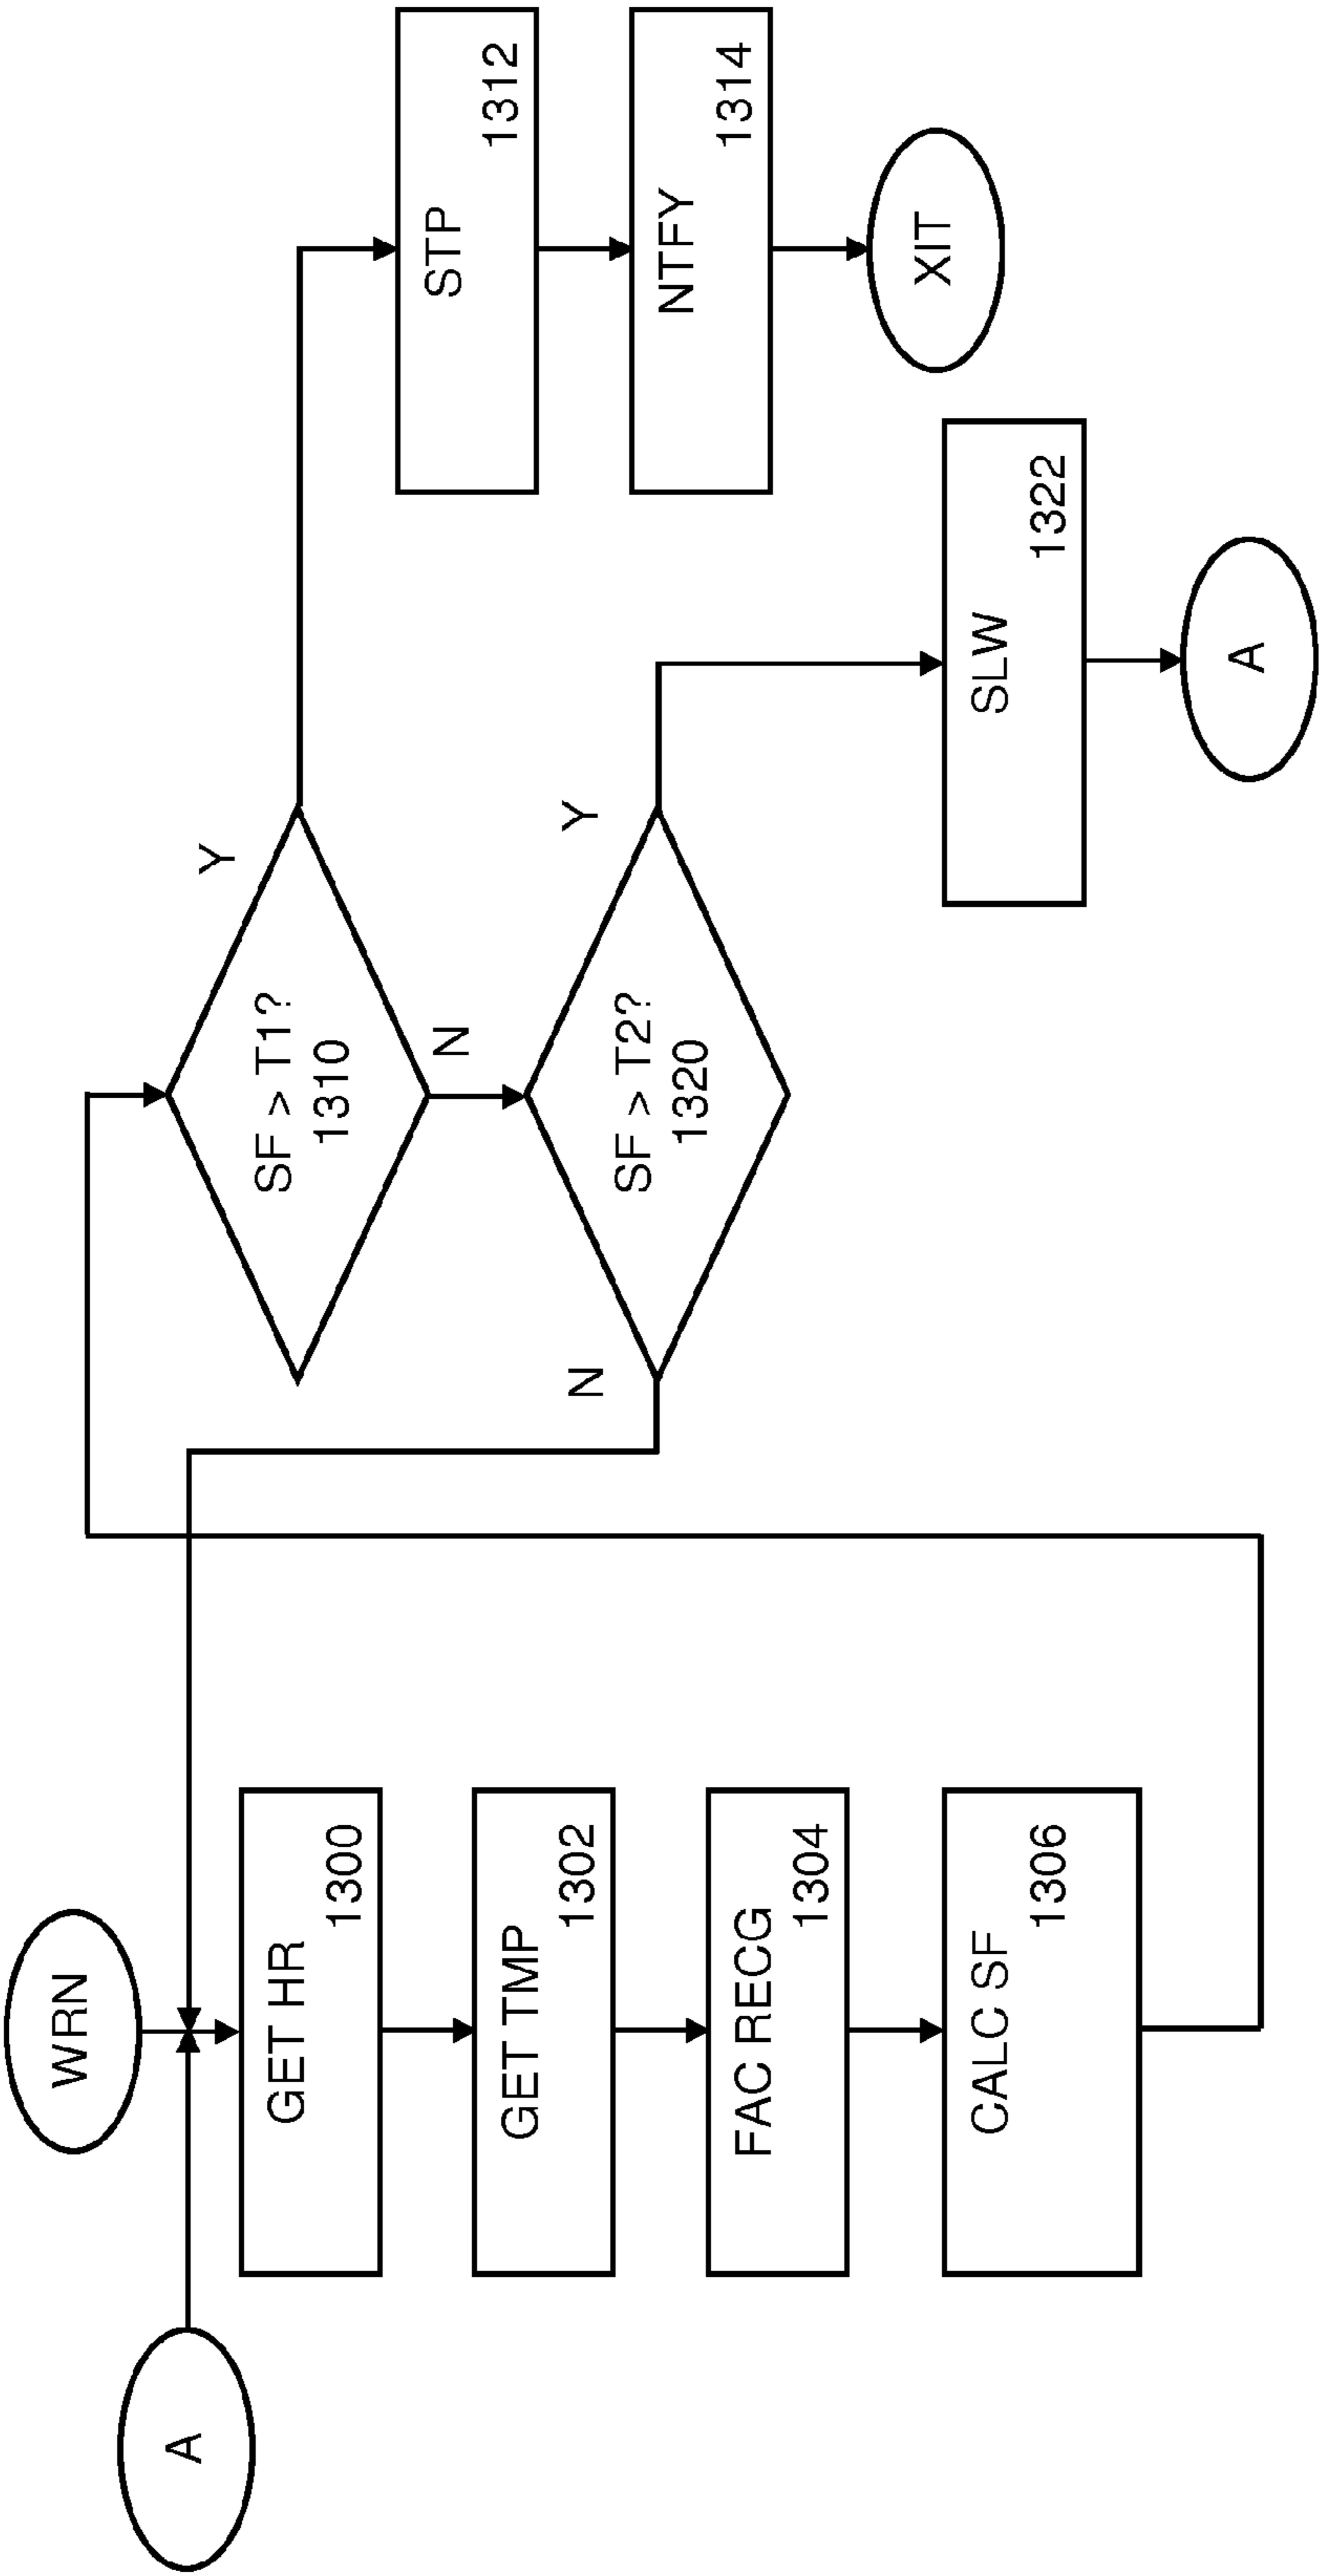 WRN
A
GET HR
1300
GET TMP
1302
FAC RECG
1304
CALC SF
1306
SF > T1?
1310
Y
N
SF > T2?
1320
N
Y
STP
1312
NTFY
1314
XIT
SLW
1322
A